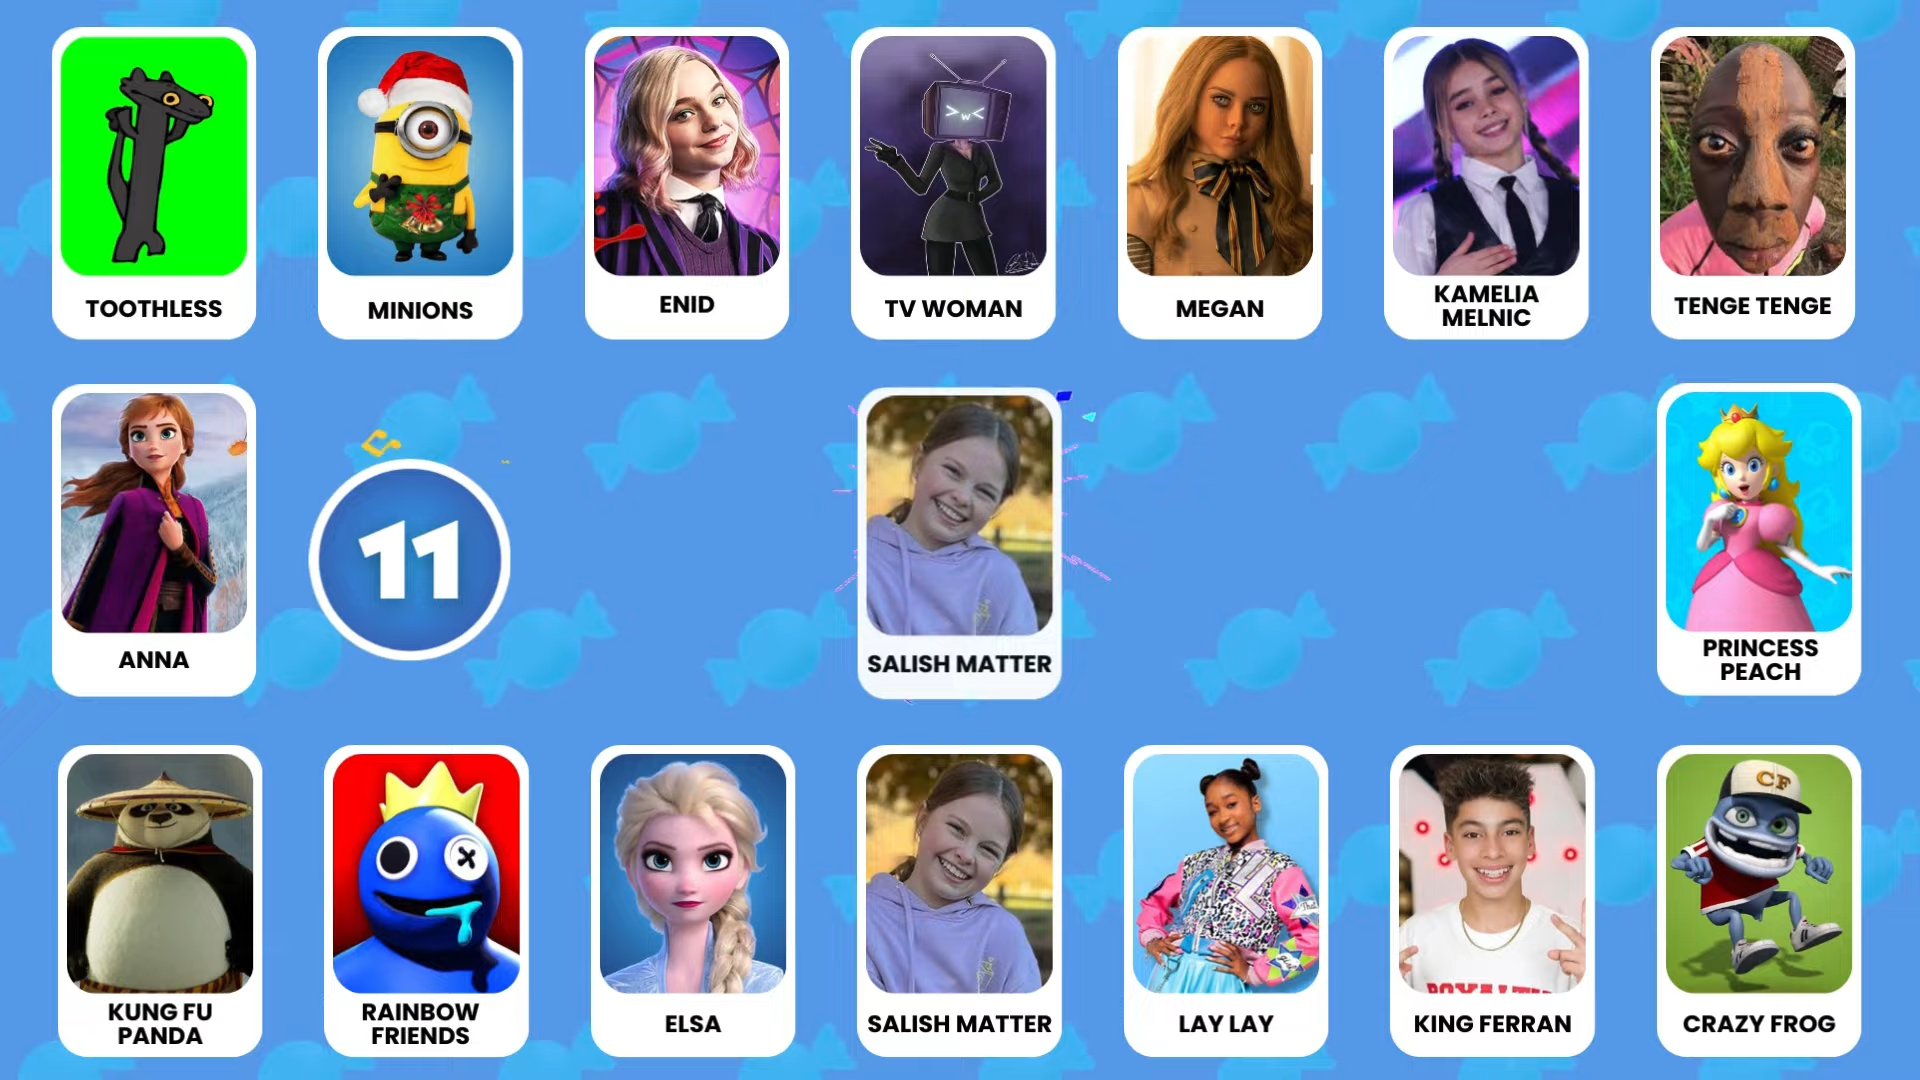 TOOTHLESS
MINIONS
ENID
TV WOMAN
MEGAN
KAMELIA
MELNIC
TENGE TENGE
ANNA
11
SALISH MATTER
PRINCESS
PEACH
CF
KUNG FU
PANDA
RAINBOW
FRIENDS
ELSA
SALISH MATTER
LAY LAY
KING FERRAN
CRAZY FROG